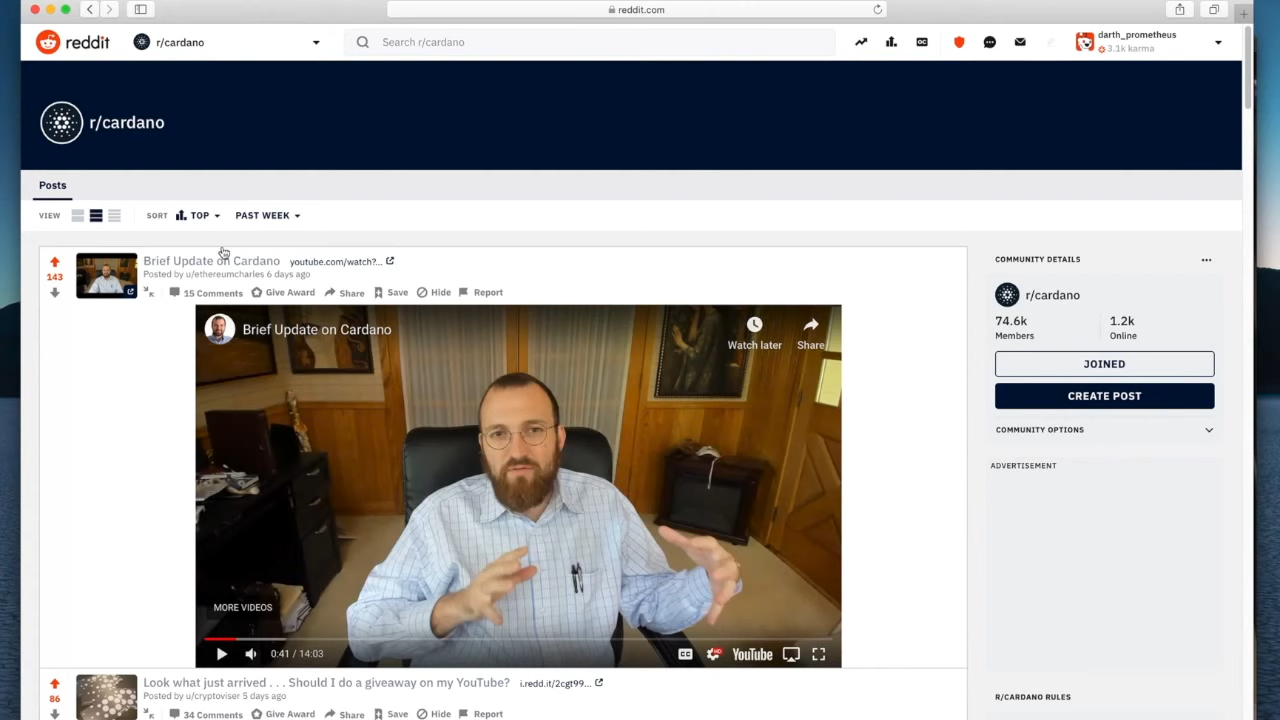 reddit.com
reddit r/cardano Search r/cardano darth_prometheus
3.1k karma
r/cardano
Posts
VIEW SORT TOP PAST WEEK
Brief Update on Cardano youtube.com/watch?...
143
Posted by u/ethereumcharles 6 days ago
15 Comments Give Award Share Save Hide Report
Brief Update on Cardano
Watch later Share
MORE VIDEOS
0:41 / 14:03 CC HD YouTube
COMMUNITY DETAILS
r/cardano
74.6k 1.2k
Members Online
JOINED
CREATE POST
COMMUNITY OPTIONS
ADVERTISEMENT
R/CARDANO RULES
Look what just arrived . . . Should I do a giveaway on my YouTube? i.redd.it/2cgt99...
86
Posted by u/cryptoviser 5 days ago
34 Comments Give Award Share Save Hide Report